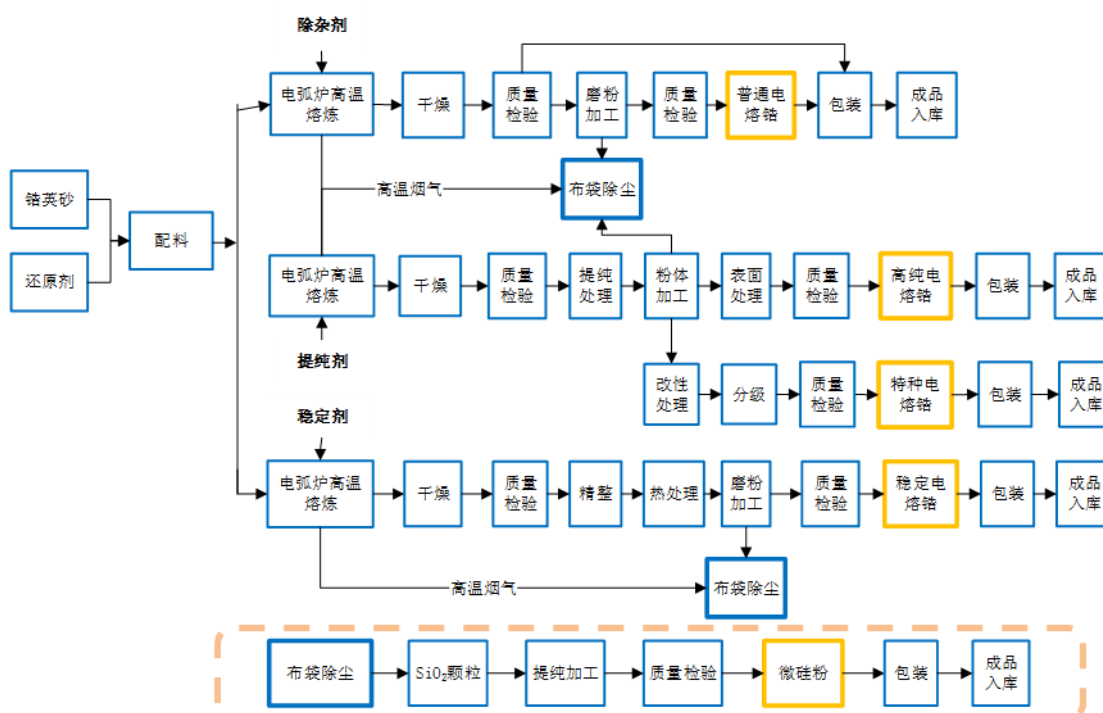 除杂剂
电弧炉高温
熔炼
干燥
质量
检验
磨粉
加工
质量
检验
普通电
熔锆
包装
成品
入库
高温烟气
布袋除尘
锆英砂
还原剂
配料
电弧炉高温
熔炼
干燥
质量
检验
提纯
处理
粉体
加工
表面
处理
质量
检验
高纯电
熔锆
包装
成品
入库
提纯剂
改性
处理
分级
质量
检验
特种电
熔锆
包装
成品
入库
稳定剂
电弧炉高温
熔炼
干燥
质量
检验
精整
热处理
磨粉
加工
质量
检验
稳定电
熔锆
包装
成品
入库
高温烟气
布袋除尘
布袋除尘
SiO₂颗粒
提纯加工
质量检验
微硅粉
包装
成品
入库